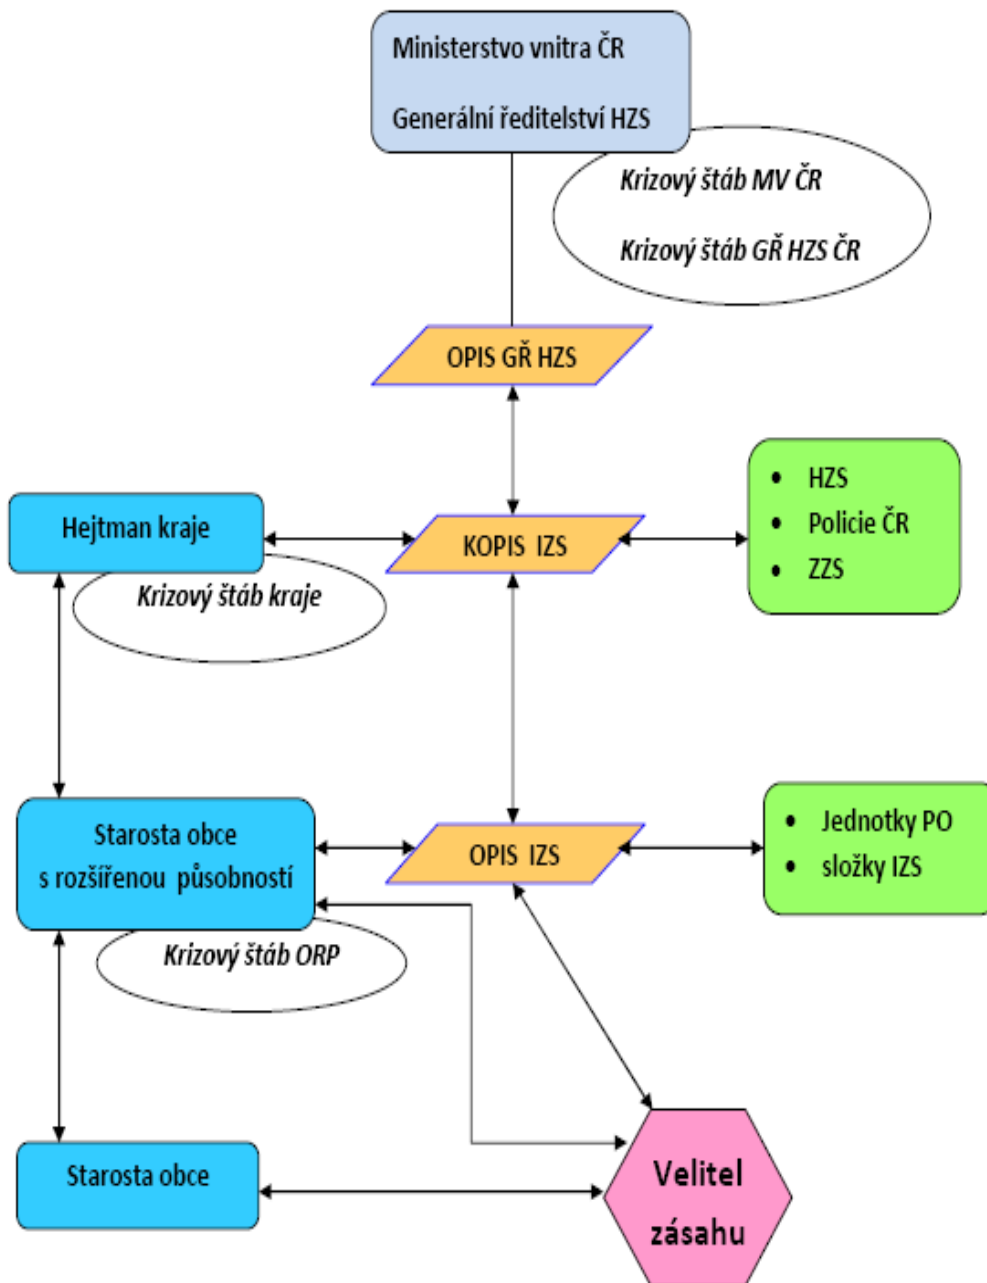 Ministerstvo vnitra ČR
Generální ředitelství HZS
Krizový štáb MV ČR
Krizový štáb GŘ HZS ČR
OPIS GŘ HZS
Hejtman kraje
Krizový štáb kraje
KOPIS IZS
• HZS
• Policie ČR
• ZZS
Starosta obce
s rozšířenou působností
Krizový štáb ORP
OPIS IZS
• Jednotky PO
• složky IZS
Starosta obce
Velitel
zásahu